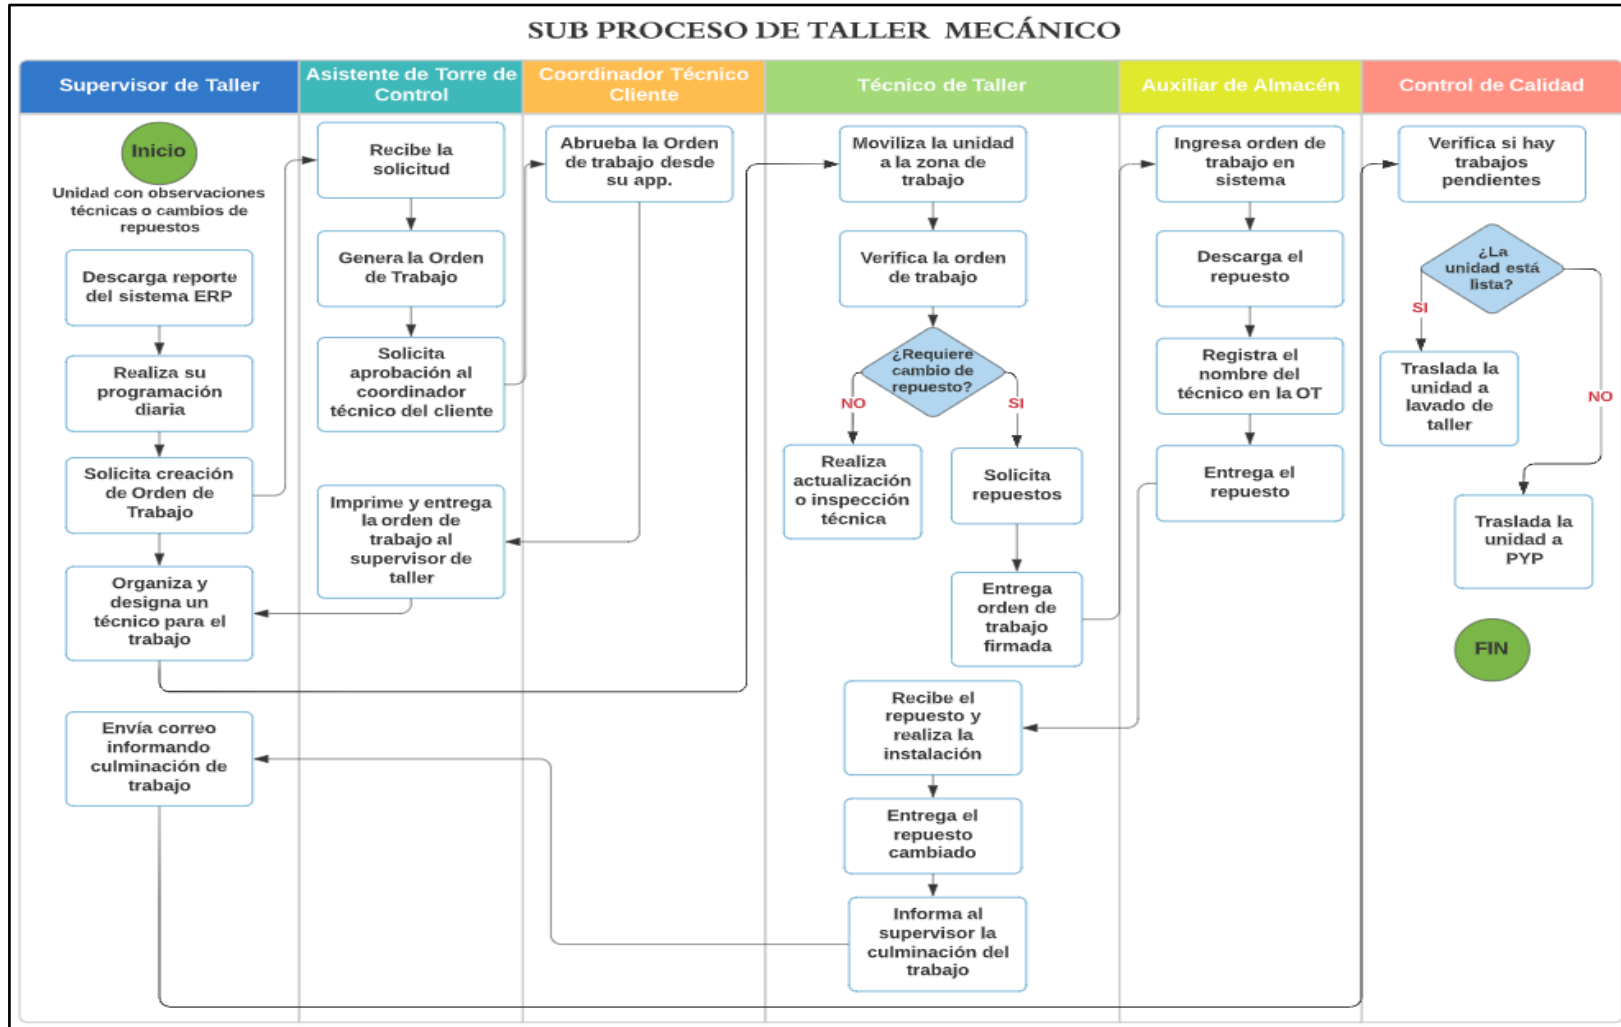 SUB PROCESO DE TALLER MECÁNICO
Supervisor de Taller
Asistente de Torre de
Control
Coordinador Técnico
Cliente
Técnico de Taller
Auxiliar de Almacén
Control de Calidad
Inicio
Unidad con observaciones
técnicas o cambios de
repuestos
Descarga reporte
del sistema ERP
Realiza su
programación
diaria
Solicita creación
de Orden de
Trabajo
Organiza y
designa un
técnico para el
trabajo
Envía correo
informando
culminación de
trabajo
Recibe la
solicitud
Genera la Orden
de Trabajo
Solicita
aprobación al
coordinador
técnico del cliente
Imprime y entrega
la orden de
trabajo al
supervisor de
taller
Abrueba la Orden
de trabajo desde
su app.
Moviliza la unidad
a la zona de
trabajo
Verifica la orden
de trabajo
¿Requiere
cambio de
repuesto?
NO
SI
Realiza
actualización
o inspección
técnica
Solicita
repuestos
Entrega
orden de
trabajo
firmada
Recibe el
repuesto y
realiza la
instalación
Entrega el
repuesto
cambiado
Informa al
supervisor la
culminación del
trabajo
Ingresa orden de
trabajo en
sistema
Descarga el
repuesto
Registra el
nombre del
técnico en la OT
Entrega el
repuesto
Verifica si hay
trabajos
pendientes
¿La
unidad está
lista?
SI
NO
Traslada la
unidad a
lavado de
taller
Traslada la
unidad a
PYP
FIN